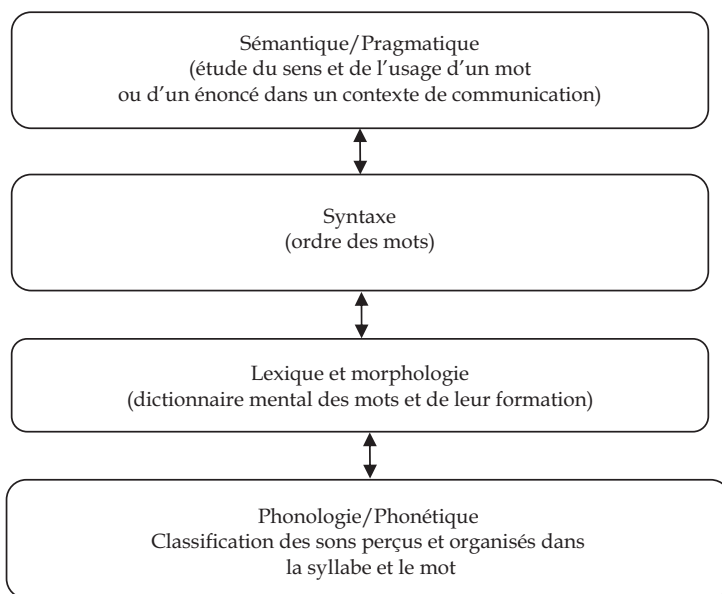 Sémantique/Pragmatique
(étude du sens et de l’usage d’un mot
ou d’un énoncé dans un contexte de communication)
Syntaxe
(ordre des mots)
Lexique et morphologie
(dictionnaire mental des mots et de leur formation)
Phonologie/Phonétique
Classification des sons perçus et organisés dans
la syllabe et le mot